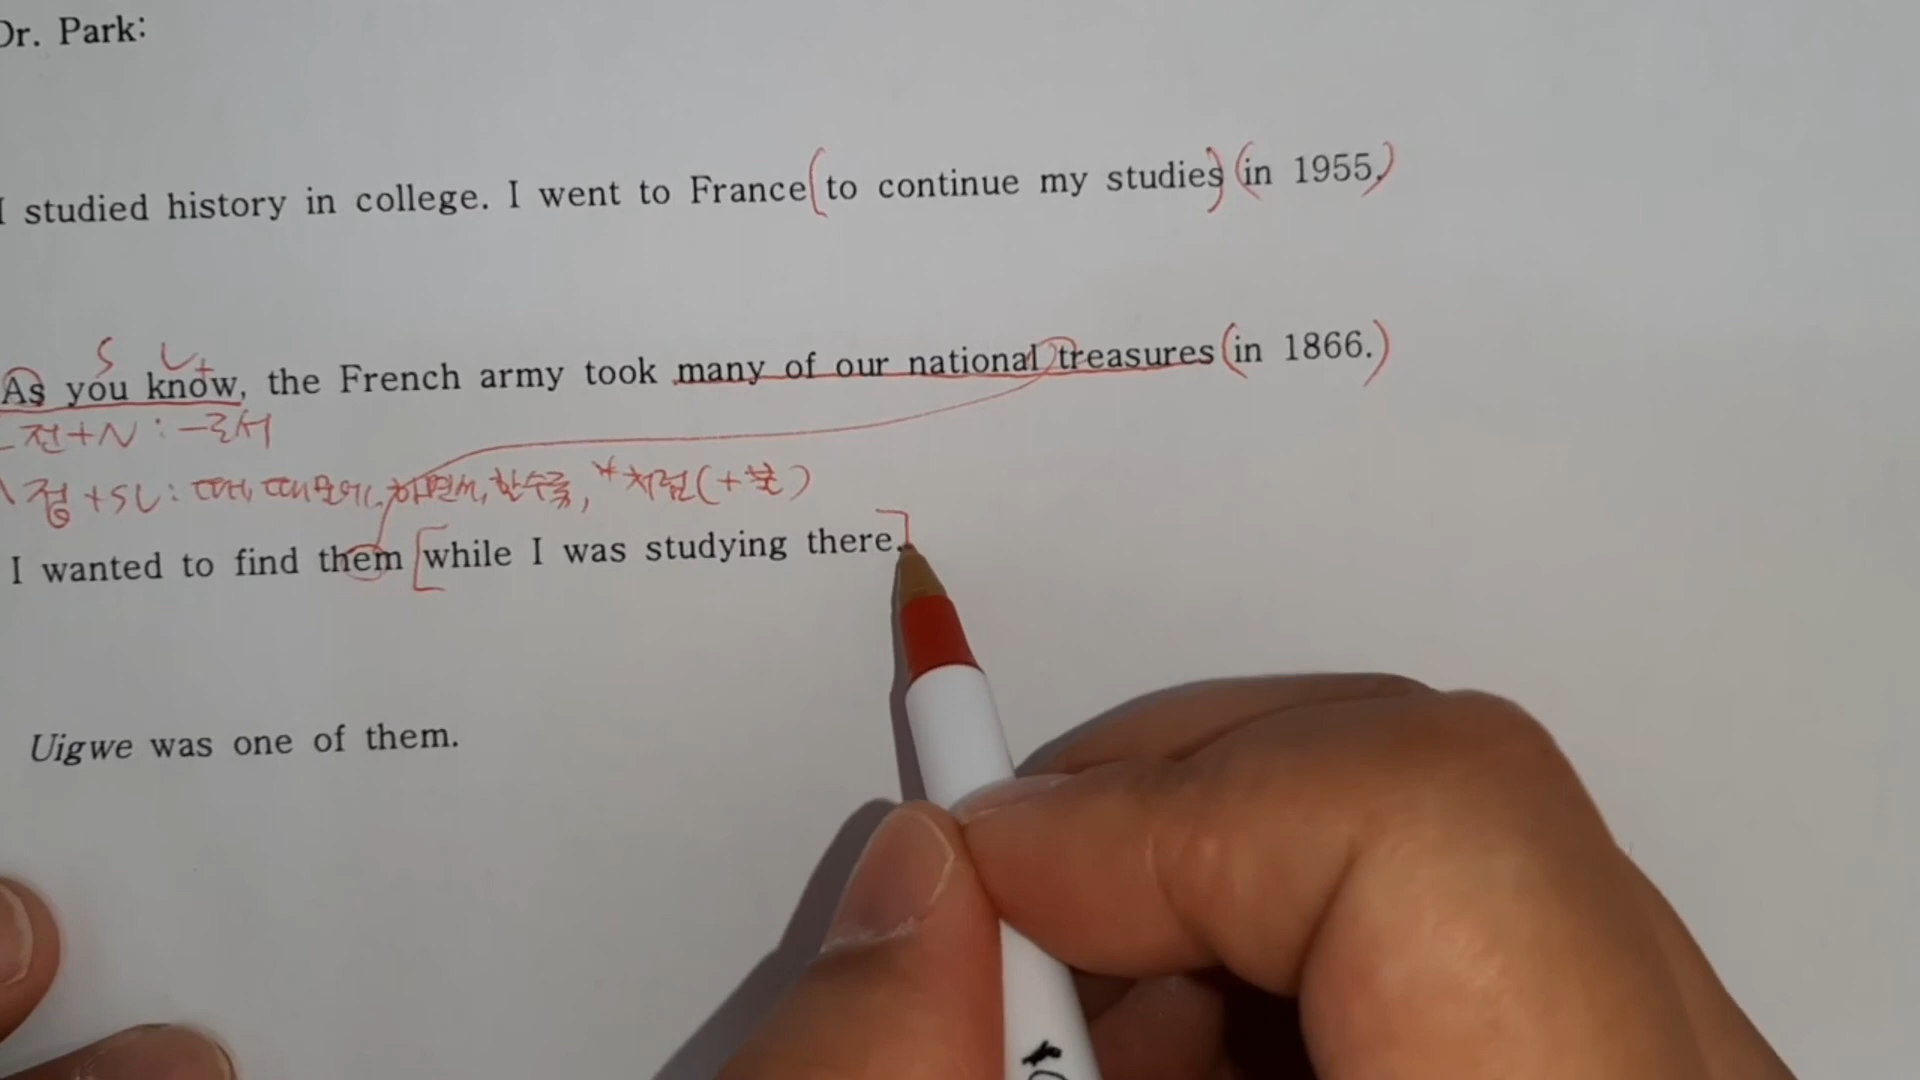 Dr. Park:
I studied history in college. I went to France (to continue my studies) (in 1955.)
S V
As you know, the French army took many of our national treasures (in 1866.)
전+N : -로서
접+SV : 때, 때문에, 하면서, 할수록, *처럼(+
I wanted to find them [while I was studying there.]
Uigwe was one of them.